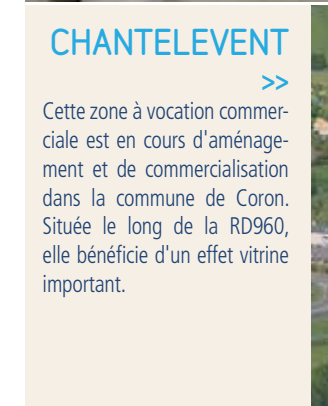 CHANTELEVENT
>>
Cette zone à vocation commer-
ciale est en cours d'aménage-
ment et de commercialisation
dans la commune de Coron.
Située le long de la RD960,
elle bénéficie d'un effet vitrine
important.